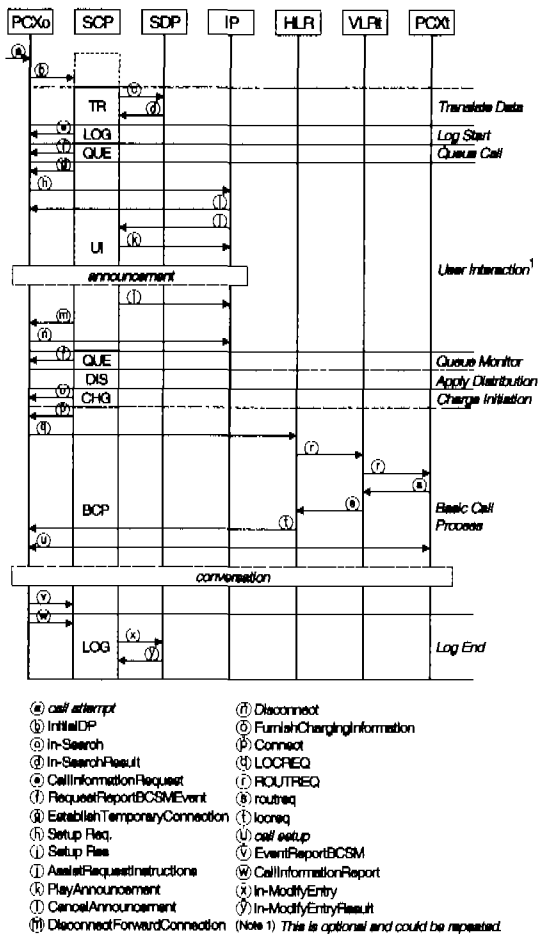 PCXo SCP SDP IP HLR VLRt PCXt
ⓐ
ⓑ
ⓒ
TR ⓓ Translate Data
ⓔ LOG Log Start
ⓕ QUE Queue Call
ⓖ
ⓗ
ⓘ
ⓙ
ⓚ
UI User Interaction¹
announcement
ⓛ
ⓜ
ⓝ
ⓕ QUE Queue Monitor
DIS Apply Distribution
ⓞ CHG Charge Initiation
ⓟ
ⓠ
ⓡ
ⓡ
ⓢ
ⓢ
BCP Basic Call
ⓣ Process
ⓤ
conversation
ⓥ
ⓦ
ⓧ
LOG Log End
ⓨ
ⓐ call attempt
ⓑ InitialDP
ⓒ In-Search
ⓓ In-SearchResult
ⓔ CallInformationRequest
ⓕ RequestReportBCSMEvent
ⓖ EstablishTemporaryConnection
ⓗ Setup Req.
ⓘ Setup Res
ⓙ AssistRequestInstructions
ⓚ PlayAnnouncement
ⓛ CancelAnnouncement
ⓜ DisconnectForwardConnection
ⓝ Disconnect
ⓞ FurnishChargingInformation
ⓟ Connect
ⓠ LOCREQ
ⓡ ROUTREQ
ⓢ routreq
ⓣ locreq
ⓤ call setup
ⓥ EventReportBCSM
ⓦ CallInformationReport
ⓧ In-ModifyEntry
ⓨ In-ModifyEntryResult
(Note 1) This is optional and could be repeated.